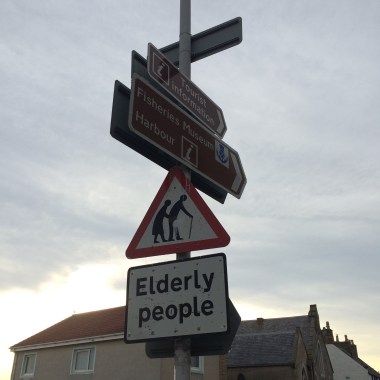 Tourist
information
Fisheries Museum
Harbour
Elderly
people